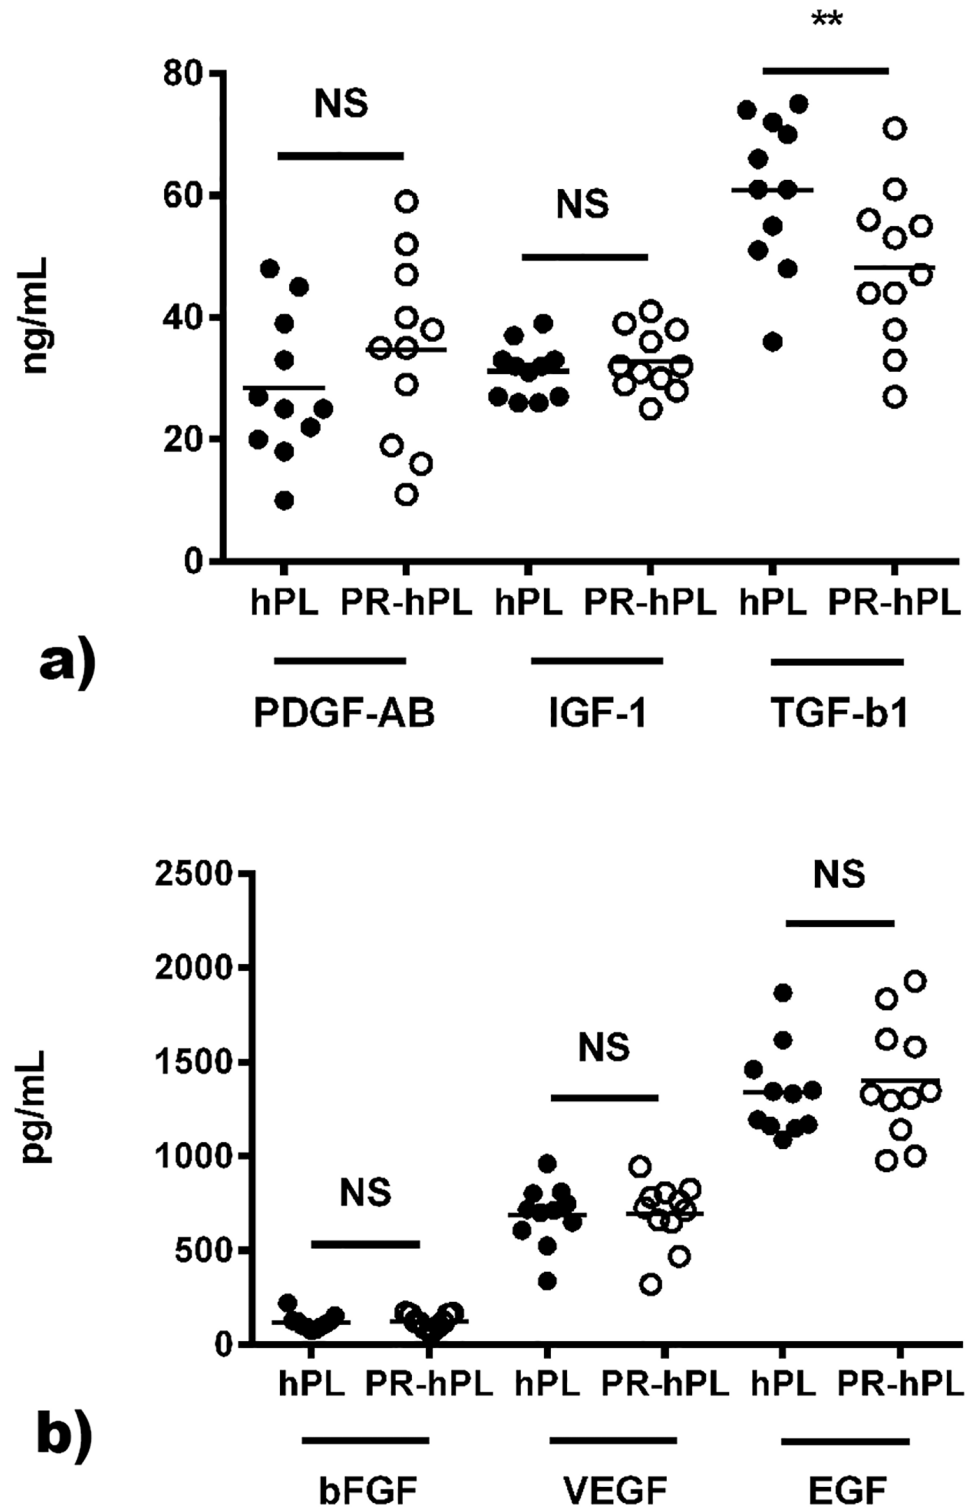 **
80
NS
60
NS
ng/mL
40
20
0
hPL PR-hPL hPL PR-hPL hPL PR-hPL
a)
PDGF-AB IGF-1 TGF-b1
2500
NS
2000
pg/mL
1500
NS
1000
NS
500
0
hPL PR-hPL hPL PR-hPL hPL PR-hPL
b)
bFGF VEGF EGF